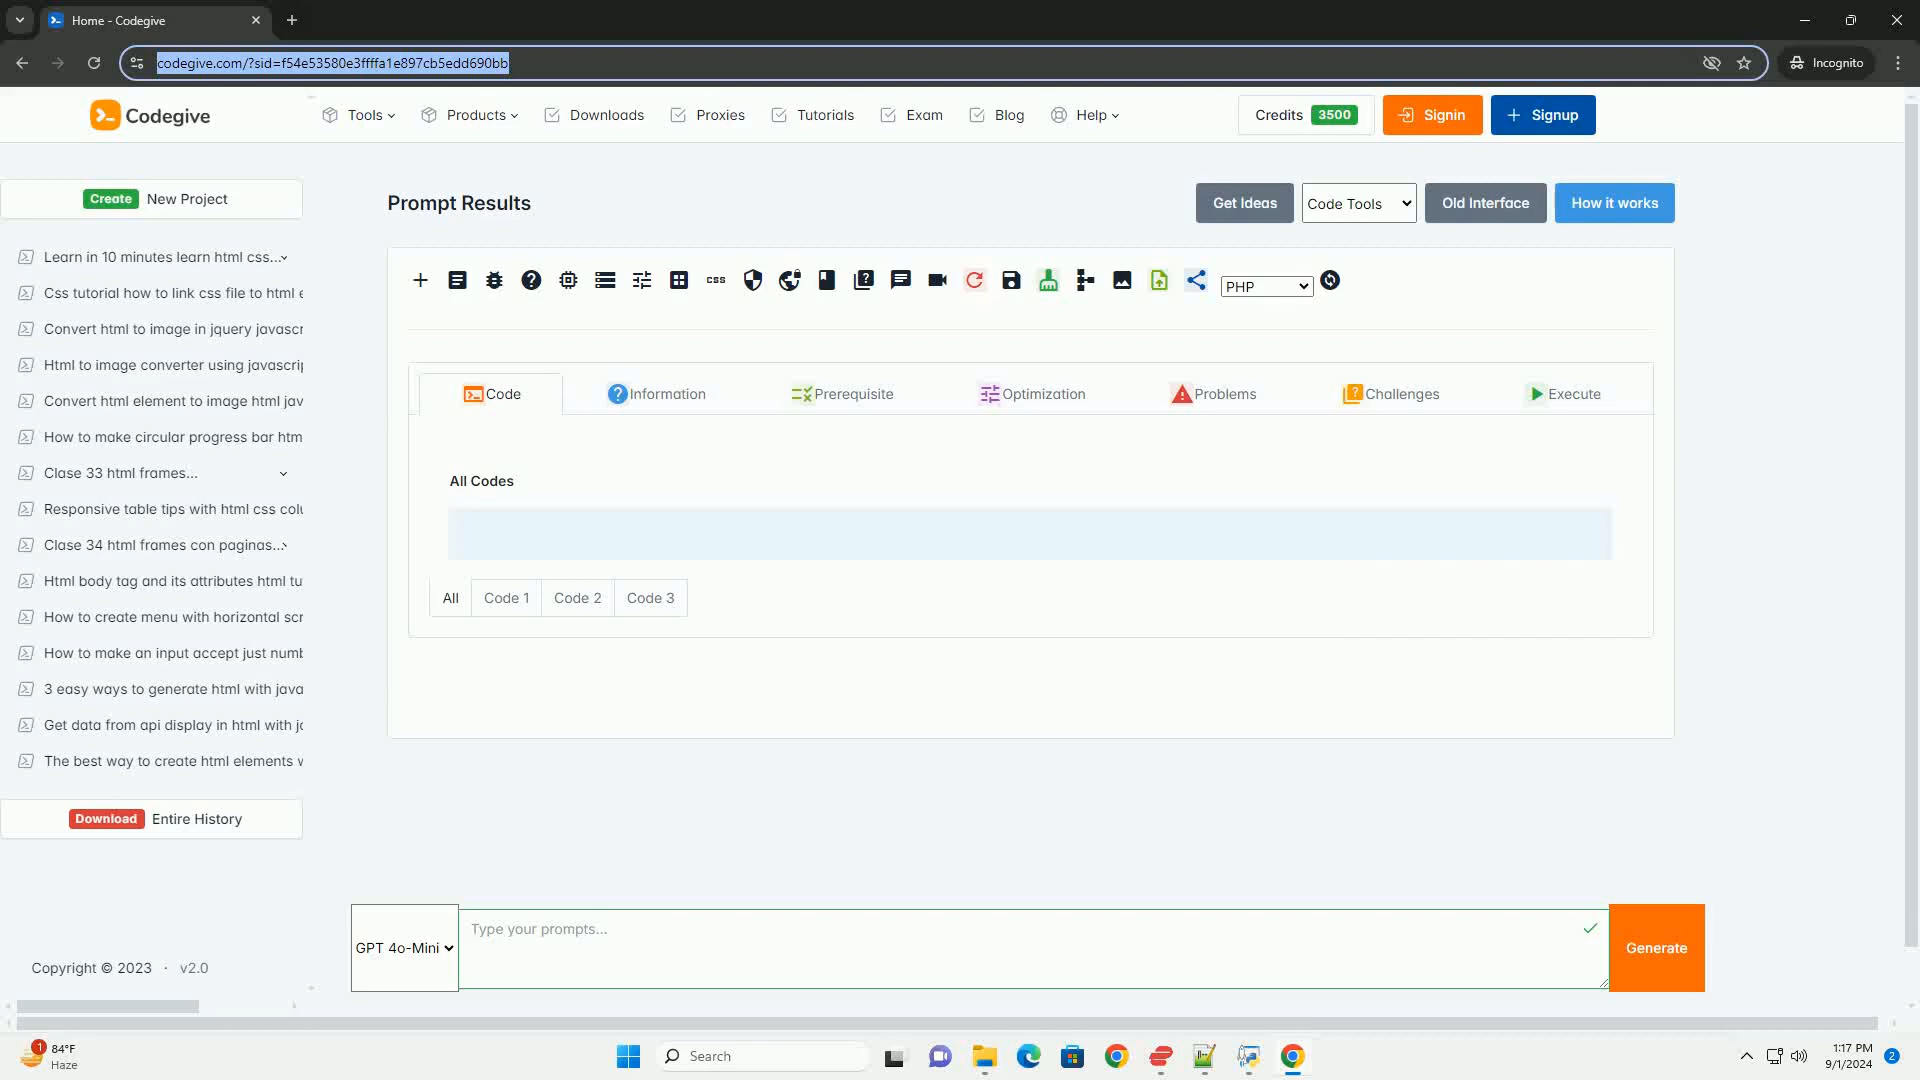 Home - Codegive
codegive.com/?sid=f54e53580e3ffffa1e897cb5edd690bb
Incognito
Codegive
Tools
Products
Downloads
Proxies
Tutorials
Exam
Blog
Help
Credits 3500
Signin
Signup
Create New Project
Learn in 10 minutes learn html css...
Css tutorial how to link css file to html e
Convert html to image in jquery javascr
Html to image converter using javascrip
Convert html element to image html jav
How to make circular progress bar htm
Clase 33 html frames...
Responsive table tips with html css colu
Clase 34 html frames con paginas...
Html body tag and its attributes html tu
How to create menu with horizontal scr
How to make an input accept just numb
3 easy ways to generate html with java
Get data from api display in html with ja
The best way to create html elements w
Download Entire History
Copyright © 2023 · v2.0
Prompt Results
Get Ideas
Code Tools
Old Interface
How it works
css
PHP
Code
Information
Prerequisite
Optimization
Problems
Challenges
Execute
All Codes
All
Code 1
Code 2
Code 3
GPT 4o-Mini
Type your prompts...
Generate
1
84°F
Haze
Search
1:17 PM
9/1/2024
2